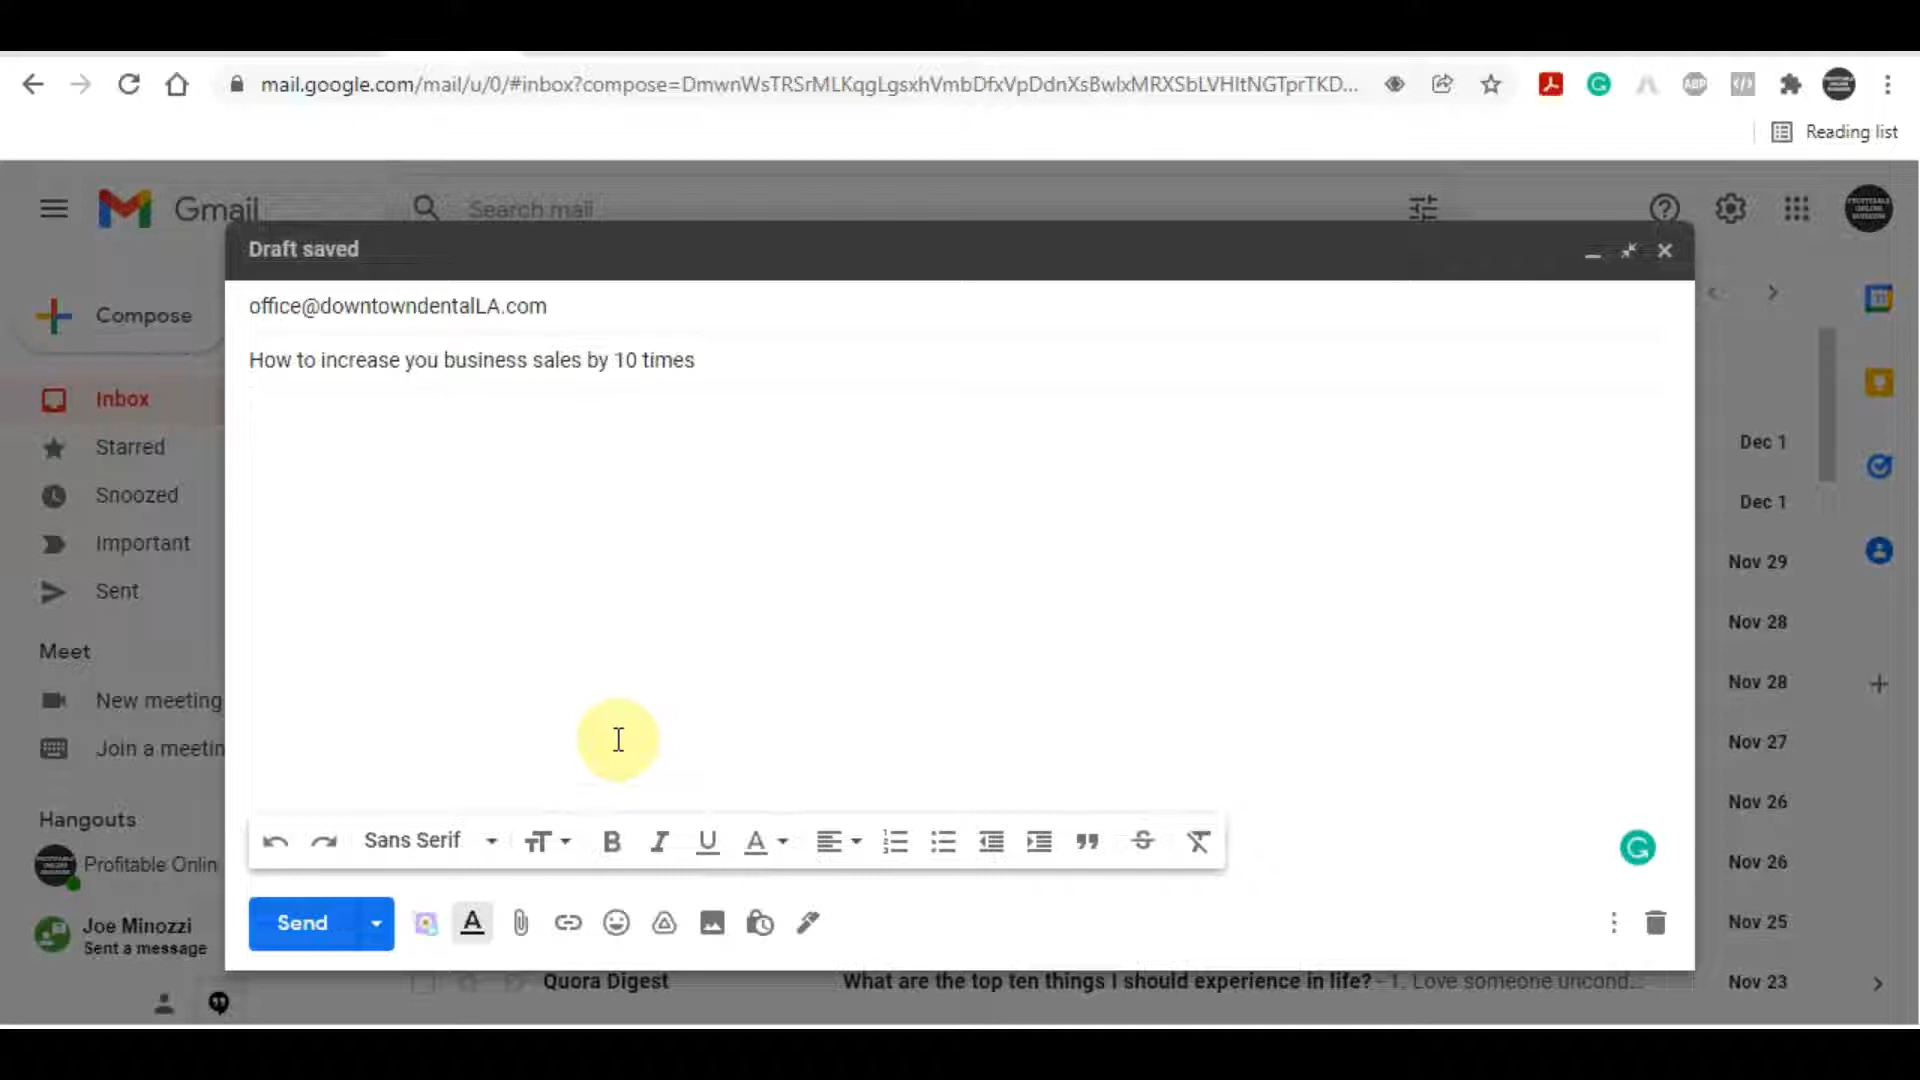 mail.google.com/mail/u/0/#inbox?compose=DmwnWsTRSrMLKqgLgsxhVmbDfxVpDdnXsBwlxMRXSbLVHltNGTprTKD...
Reading list
Gmail
Search mail
Draft saved
office@downtowndentalLA.com
Compose
How to increase you business sales by 10 times
Inbox
Starred
Dec 1
Snoozed
Dec 1
Important
Nov 29
Sent
Nov 28
Meet
Nov 28
New meeting
Join a meetin
Nov 27
Nov 26
Hangouts
Sans Serif
Profitable Onlin
Nov 26
Send
Joe Minozzi
Sent a message
Nov 25
Quora Digest
What are the top ten things I should experience in life? - 1. Love someone uncond...
Nov 23